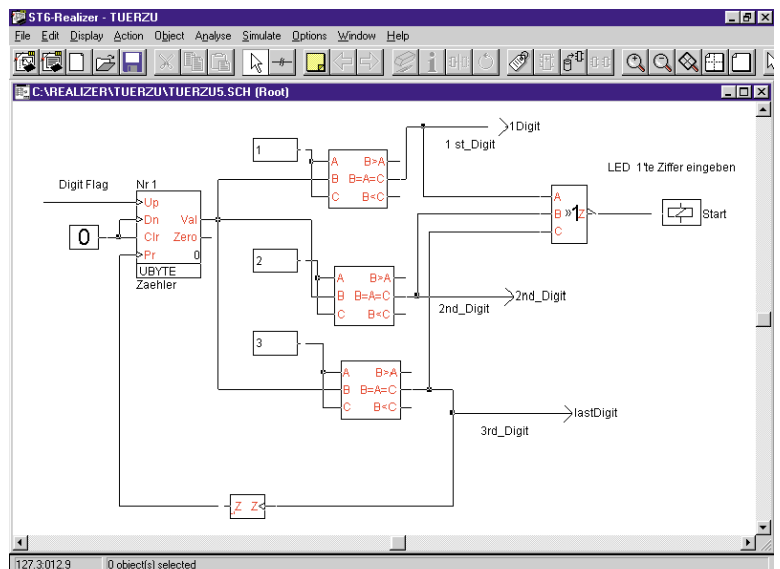 ST6-Realizer - TUERZU
File Edit Display Action Object Analyse Simulate Options Window Help
C:\REALIZER\TUERZU\TUERZU5.SCH (Root)
1Digit
1 st_Digit
1
A B>A
B B=A=C
C B<C
LED 1'te Ziffer eingeben
Digit Flag
Nr1
Up
Dn Val
Clr Zero
Pr 0
UBYTE
Zaehler
0
A
B »1 Z
C
Start
2
A B>A
B B=A=C
C B<C
2nd_Digit
2nd_Digit
3
A B>A
B B=A=C
C B<C
lastDigit
3rd_Digit
Z Z
127.3:012.9 0 object(s) selected